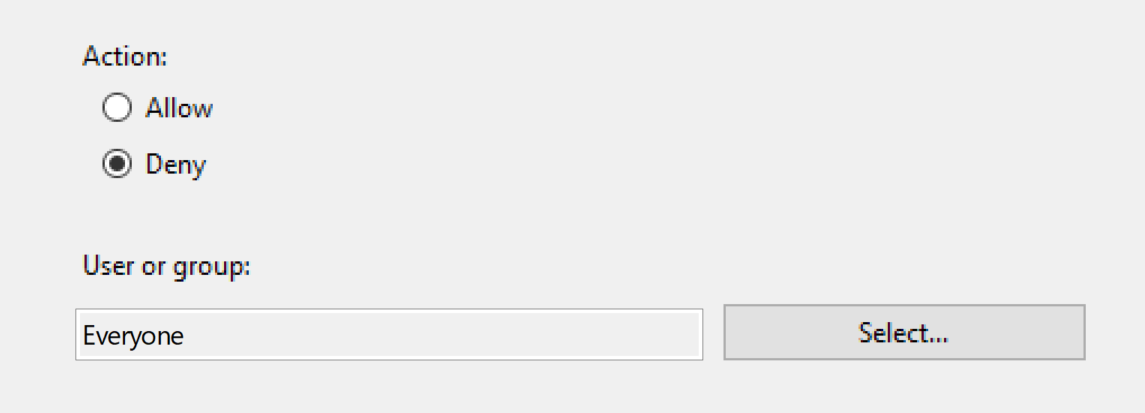 Action:
Allow
Deny
User or group:
Everyone
Select...